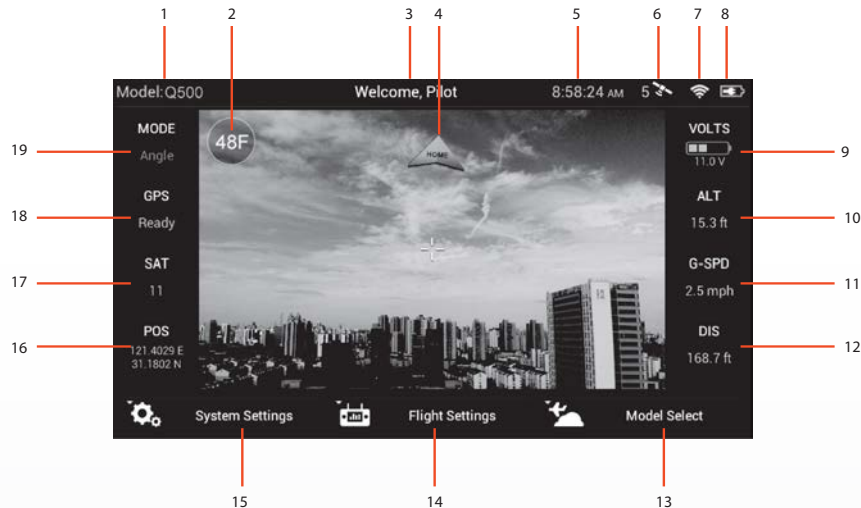 1 2 3 4 5 6 7 8
Model:Q500 Welcome, Pilot 8:58:24 AM 5
MODE
Angle
48F
HOME
VOLTS
11.0 V
19
9
GPS
Ready
ALT
15.3 ft
18
10
SAT
11
G-SPD
2.5 mph
17
11
POS
121.4029 E
31.1802 N
DIS
168.7 ft
16
12
System Settings Flight Settings Model Select
15 14 13